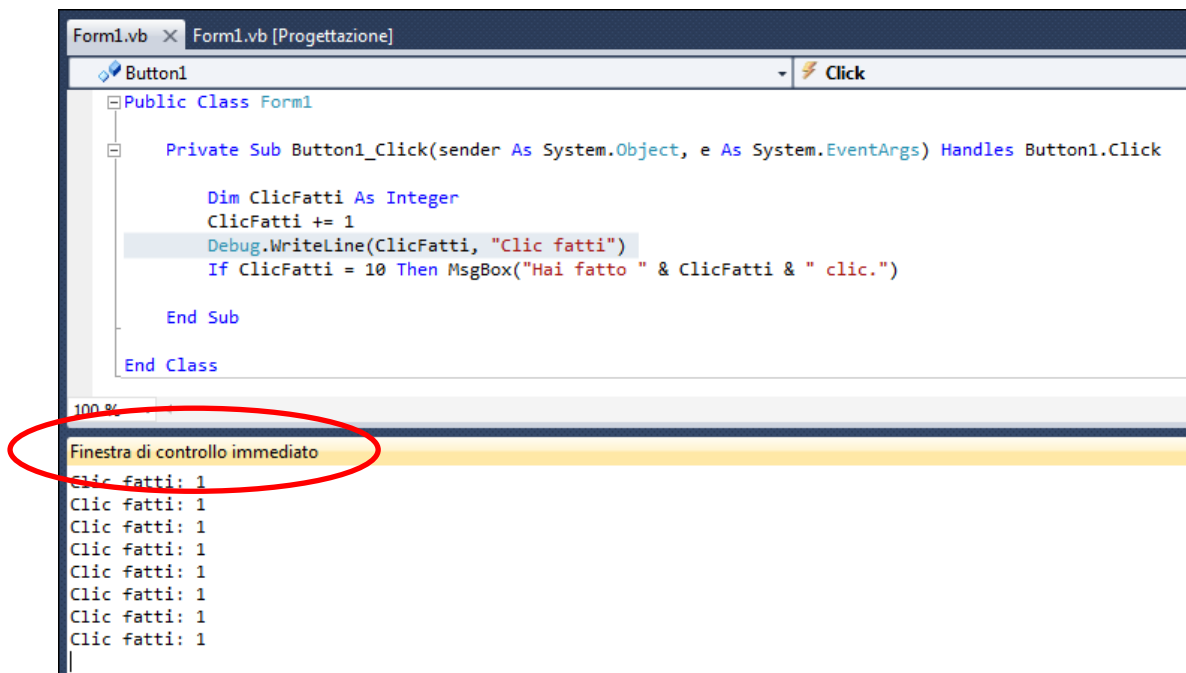 Form1.vb Form1.vb [Progettazione]
Button1 Click
Public Class Form1
Private Sub Button1_Click(sender As System.Object, e As System.EventArgs) Handles Button1.Click
Dim ClicFatti As Integer
ClicFatti += 1
Debug.WriteLine(ClicFatti, "Clic fatti")
If ClicFatti = 10 Then MsgBox("Hai fatto " & ClicFatti & " clic.")
End Sub
End Class
100 %
Finestra di controllo immediato
Clic fatti: 1
Clic fatti: 1
Clic fatti: 1
Clic fatti: 1
Clic fatti: 1
Clic fatti: 1
Clic fatti: 1
Clic fatti: 1